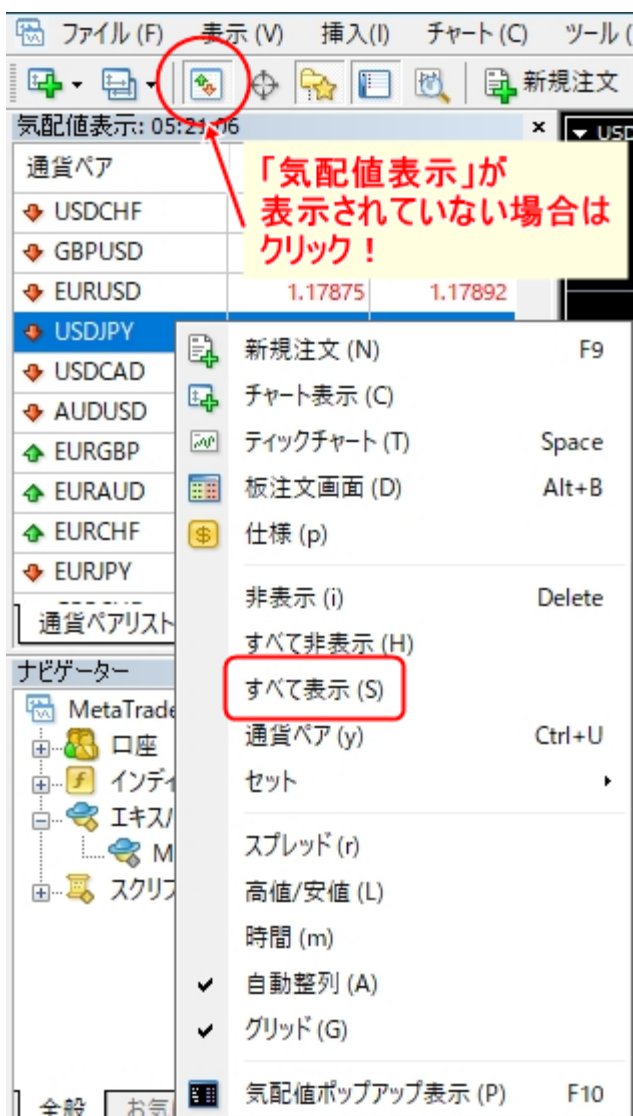 ファイル (F) 表示 (V) 挿入(I) チャート (C) ツール (
新規注文
気配値表示: 05:21:06 × USD
通貨ペア
「気配値表示」が
表示されていない場合は
クリック！
USDCHF
GBPUSD
EURUSD 1.17875 1.17892
USDJPY
USDCAD
AUDUSD
EURGBP
EURAUD
EURCHF
EURJPY
通貨ペアリスト
新規注文 (N) F9
チャート表示 (C)
ティックチャート (T) Space
板注文画面 (D) Alt+B
仕様 (p)
非表示 (i) Delete
すべて非表示 (H)
すべて表示 (S)
通貨ペア (y) Ctrl+U
セット
スプレッド (r)
高値/安値 (L)
時間 (m)
自動整列 (A)
グリッド (G)
気配値ポップアップ表示 (P) F10
ナビゲーター
MetaTrade
口座
インディ
エキスパ
M
スクリプ
全般 お気に